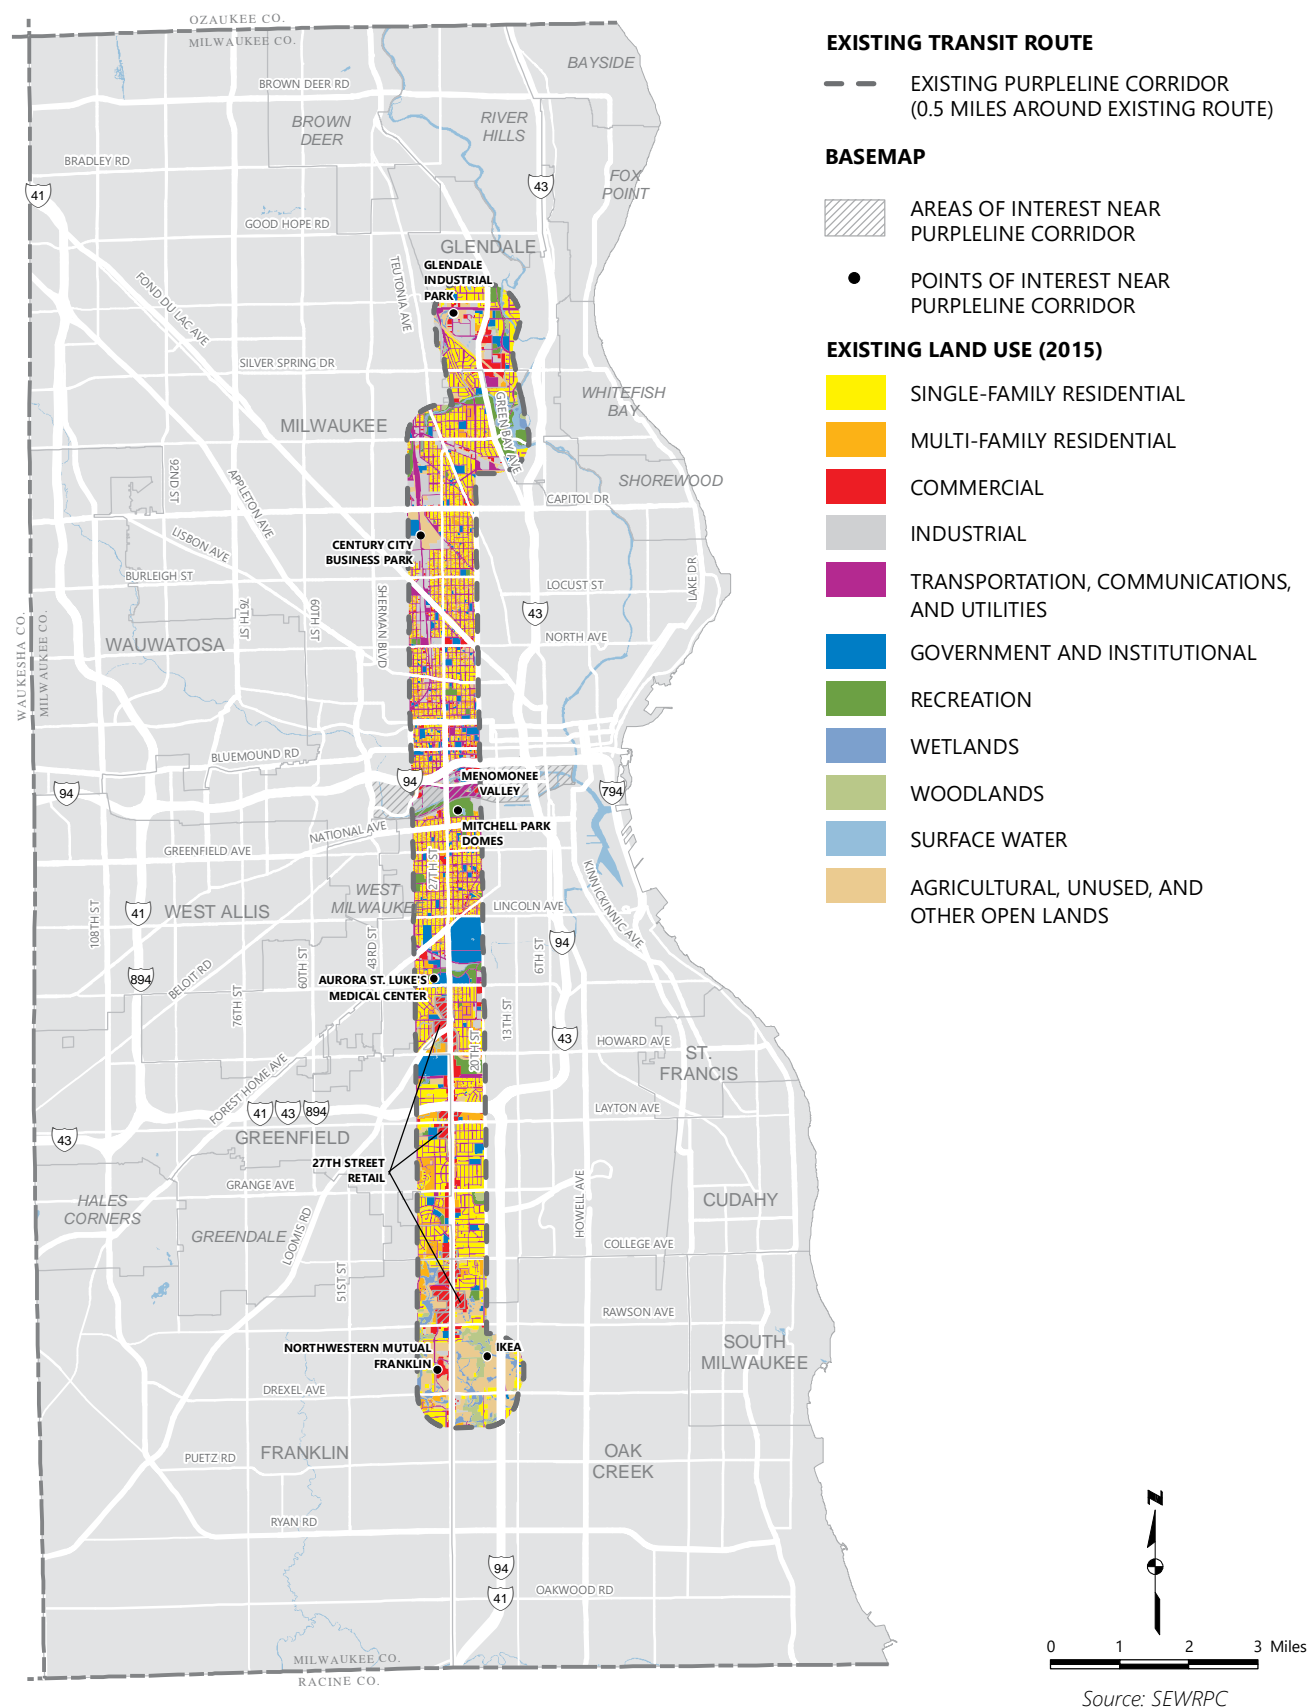 OZAUKEE CO.
MILWAUKEE CO.
BAYSIDE
BROWN DEER RD
BROWN
DEER
RIVER
HILLS
BRADLEY RD
FOX
POINT
41
43
GOOD HOPE RD
GLENDALE
GLENDALE
INDUSTRIAL
PARK
TEUTONIA AVE
FOND DU LAC AVE
SILVER SPRING DR
WHITEFISH
BAY
GREEN BAY AVE
MILWAUKEE
92ND ST
APPLETON AVE
SHOREWOOD
CAPITOL DR
LISBON AVE
CENTURY CITY
BUSINESS PARK
BURLEIGH ST
LOCUST ST
LAKE DR
76TH ST
60TH ST
SHERMAN BLVD
43
WAUKESHA CO.
MILWAUKEE CO.
WAUWATOSA
NORTH AVE
BLUEMOUND RD
94
94
MENOMONEE
VALLEY
794
NATIONAL AVE
MITCHELL PARK
DOMES
GREENFIELD AVE
27TH ST
KINNICKINNIC AVE
WEST
MILWAUKEE
LINCOLN AVE
108TH ST
41
WEST ALLIS
43RD ST
6TH ST
94
894
BELOIT RD
60TH ST
76TH ST
AURORA ST. LUKE'S
MEDICAL CENTER
13TH ST
20TH ST
43
HOWARD AVE
ST.
FRANCIS
FOREST HOME AVE
41
43
894
LAYTON AVE
43
GREENFIELD
27TH STREET
RETAIL
GRANGE AVE
HALES
CORNERS
GREENDALE
LOOMIS RD
HOWELL AVE
CUDAHY
COLLEGE AVE
51ST ST
RAWSON AVE
NORTHWESTERN MUTUAL
FRANKLIN
IKEA
SOUTH
MILWAUKEE
DREXEL AVE
PUETZ RD
FRANKLIN
OAK
CREEK
RYAN RD
94
41
OAKWOOD RD
MILWAUKEE CO.
RACINE CO.
EXISTING TRANSIT ROUTE
EXISTING PURPLELINE CORRIDOR
(0.5 MILES AROUND EXISTING ROUTE)
BASEMAP
AREAS OF INTEREST NEAR
PURPLELINE CORRIDOR
POINTS OF INTEREST NEAR
PURPLELINE CORRIDOR
EXISTING LAND USE (2015)
SINGLE-FAMILY RESIDENTIAL
MULTI-FAMILY RESIDENTIAL
COMMERCIAL
INDUSTRIAL
TRANSPORTATION, COMMUNICATIONS,
AND UTILITIES
GOVERNMENT AND INSTITUTIONAL
RECREATION
WETLANDS
WOODLANDS
SURFACE WATER
AGRICULTURAL, UNUSED, AND
OTHER OPEN LANDS
N
0 1 2 3 Miles
Source: SEWRPC